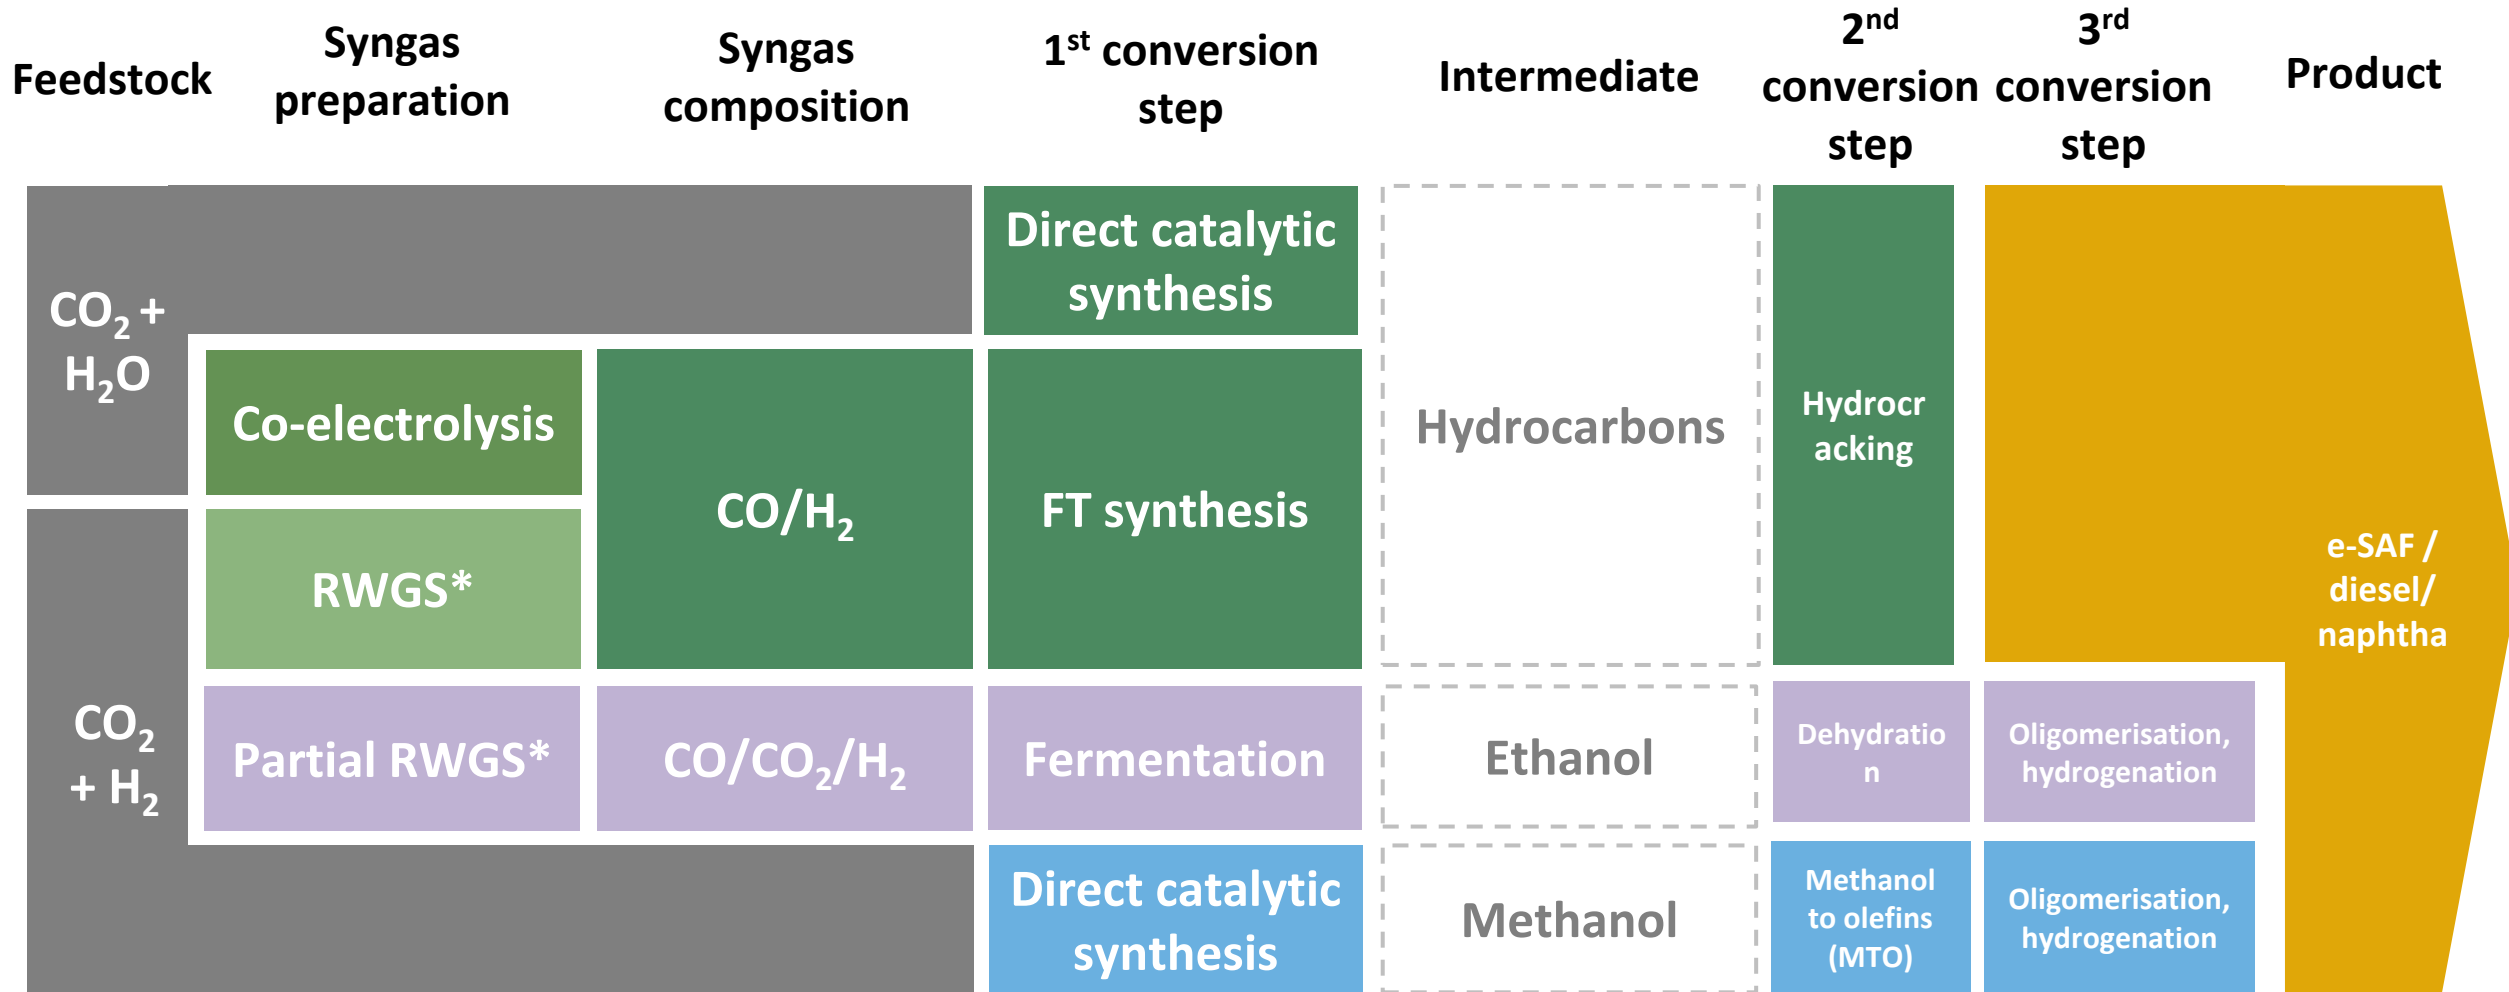 Feedstock
Syngas
preparation
Syngas
composition
1st conversion
step
Intermediate
2nd
conversion
step
3rd
conversion
step
Product
CO2 +
H2O
CO2
+ H2
Co-electrolysis
RWGS*
Partial RWGS*
CO/H2
CO/CO2/H2
Direct catalytic
synthesis
FT synthesis
Fermentation
Direct catalytic
synthesis
Hydrocarbons
Ethanol
Methanol
Hydrocr
acking
Dehydratio
n
Methanol
to olefins
(MTO)
Oligomerisation,
hydrogenation
Oligomerisation,
hydrogenation
e-SAF /
diesel/
naphtha